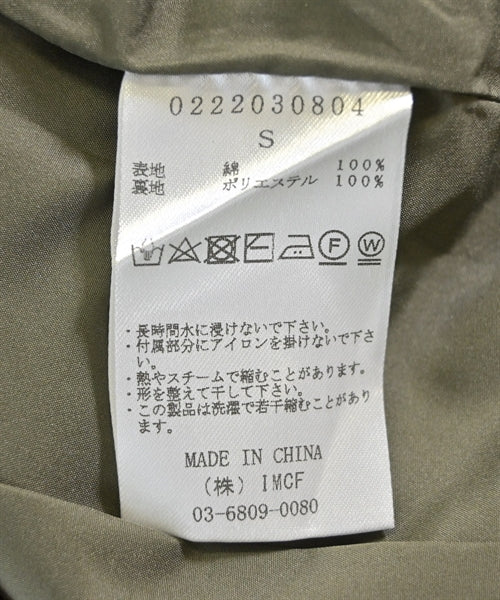 0222030804
S
表地 綿 100%
裏地 ポリエステル 100%
F W
・長時間水に浸けないで下さい。
・付属部分にアイロンを掛けないで下さ
い。
・熱やスチームで縮むことがあります。
・形を整えて干して下さい。
・この製品は洗濯で若干縮むことがあり
ます。
MADE IN CHINA
(株) IMCF
03-6809-0080